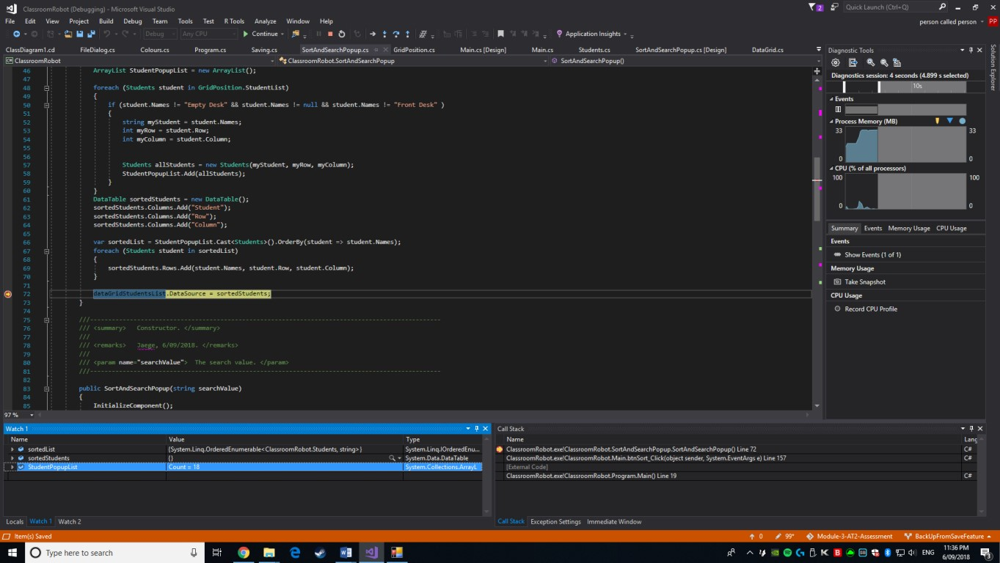 ClassroomRobot (Debugging) - Microsoft Visual Studio
2
Quick Launch (Ctrl+Q)
File Edit View Project Build Debug Team Tools Test R Tools Analyze Window Help
person called person
PP
Debug Any CPU Continue Application Insights
ClassDiagram1.cd FileDialog.cs Colours.cs Program.cs Saving.cs SortAndSearchPopup.cs GridPosition.cs Main.cs [Design] Main.cs Students.cs SortAndSearchPopup.cs [Design] DataGrid.cs
ClassroomRobot ClassroomRobot.SortAndSearchPopup SortAndSearchPopup()
46 ArrayList StudentPopupList = new ArrayList();
47
48 foreach (Students student in GridPosition.StudentList)
49 {
50 if (student.Names != "Empty Desk" && student.Names != null && student.Names != "Front Desk" )
51 {
52 string myStudent = student.Names;
53 int myRow = student.Row;
54 int myColumn = student.Column;
55
56
57 Students allStudents = new Students(myStudent, myRow, myColumn);
58 StudentPopupList.Add(allStudents);
59 }
60 }
61 DataTable sortedStudents = new DataTable();
62 sortedStudents.Columns.Add("Student");
63 sortedStudents.Columns.Add("Row");
64 sortedStudents.Columns.Add("Column");
65
66 var sortedList = StudentPopupList.Cast<Students>().OrderBy(student => student.Names);
67 foreach (Students student in sortedList)
68 {
69 sortedStudents.Rows.Add(student.Names, student.Row, student.Column);
70 }
71
72 dataGridStudentsList.DataSource = sortedStudents;
73 }
74
75 ///----------------------------------------------------------------------------------------------------
76 /// <summary> Constructor. </summary>
77 ///
78 /// <remarks> Jaege, 6/09/2018. </remarks>
79 ///
80 /// <param name="searchValue"> The search value. </param>
81 ///----------------------------------------------------------------------------------------------------
82
83 public SortAndSearchPopup(string searchValue)
84 {
85 InitializeComponent();
97 %
Diagnostic Tools
Diagnostics session: 4 seconds (4.899 s selected)
10s
Events
Process Memory (MB)
33 33
0 0
CPU (% of all processors)
100 100
0 0
Summary Events Memory Usage CPU Usage
Events
Show Events (1 of 1)
Memory Usage
Take Snapshot
CPU Usage
Record CPU Profile
Solution Explorer
Watch 1
Name Value Type
sortedList {System.Linq.OrderedEnumerable<ClassroomRobot.Students, string>} System.Linq.IOrderedEnu...
sortedStudents {} System.Data.DataTable
StudentPopupList Count = 18 System.Collections.ArrayL
Locals Watch 1 Watch 2
Call Stack
Name Lang
ClassroomRobot.exe!ClassroomRobot.SortAndSearchPopup.SortAndSearchPopup() Line 72 C#
ClassroomRobot.exe!ClassroomRobot.Main.btnSort_Click(object sender, System.EventArgs e) Line 157 C#
[External Code]
ClassroomRobot.exe!ClassroomRobot.Program.Main() Line 19 C#
Call Stack Exception Settings Immediate Window
Item(s) Saved 0 99* Module-3-AT2-Assessment BackUpFromSaveFeature
Type here to search
ENG
11:36 PM
6/09/2018
3